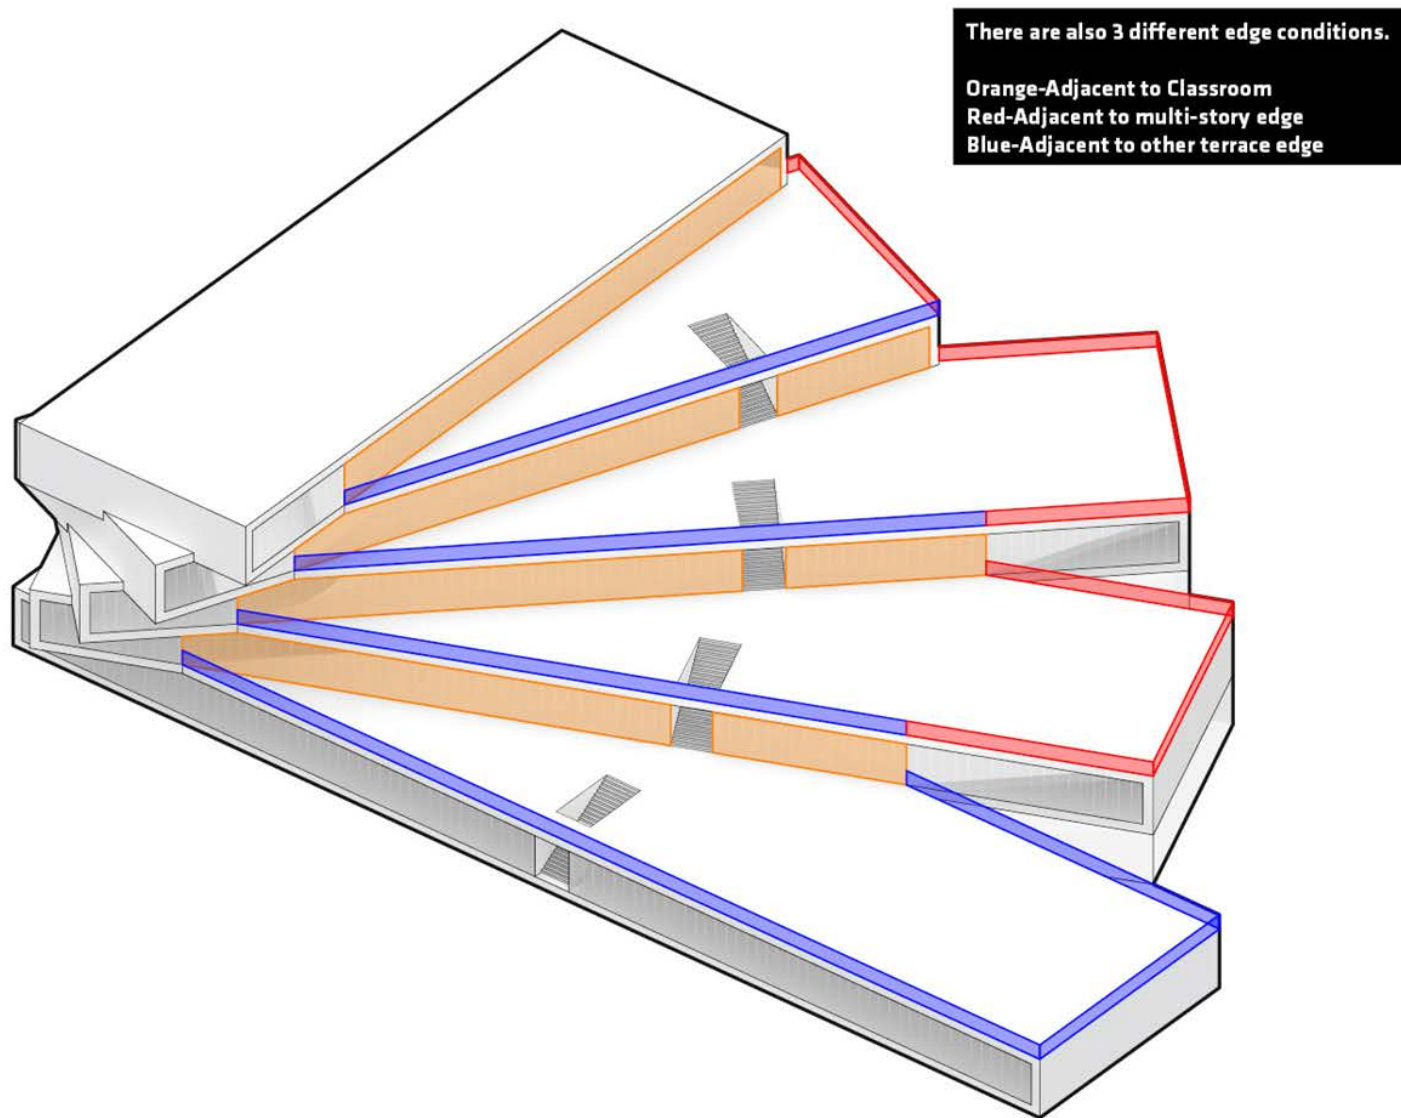 There are also 3 different edge conditions.
Orange-Adjacent to Classroom
Red-Adjacent to multi-story edge
Blue-Adjacent to other terrace edge